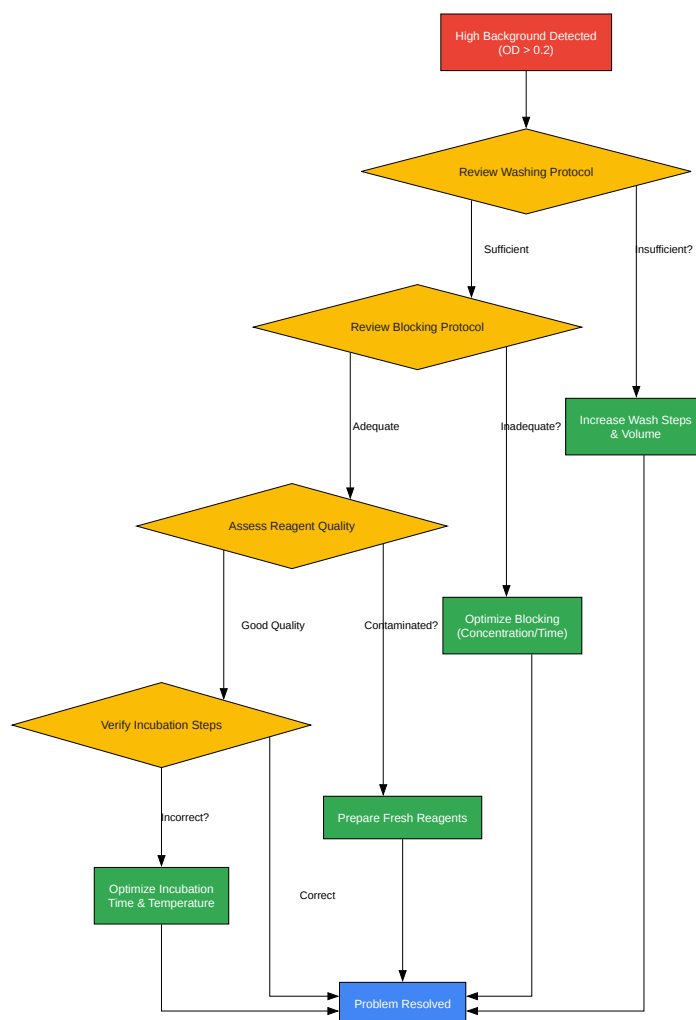 High Background Detected
(OD > 0.2)
Review Washing Protocol
Sufficient
Insufficient?
Review Blocking Protocol
Increase Wash Steps
& Volume
Adequate
Inadequate?
Assess Reagent Quality
Optimize Blocking
(Concentration/Time)
Good Quality
Contaminated?
Verify Incubation Steps
Incorrect?
Prepare Fresh Reagents
Optimize Incubation
Time & Temperature
Correct
Problem Resolved